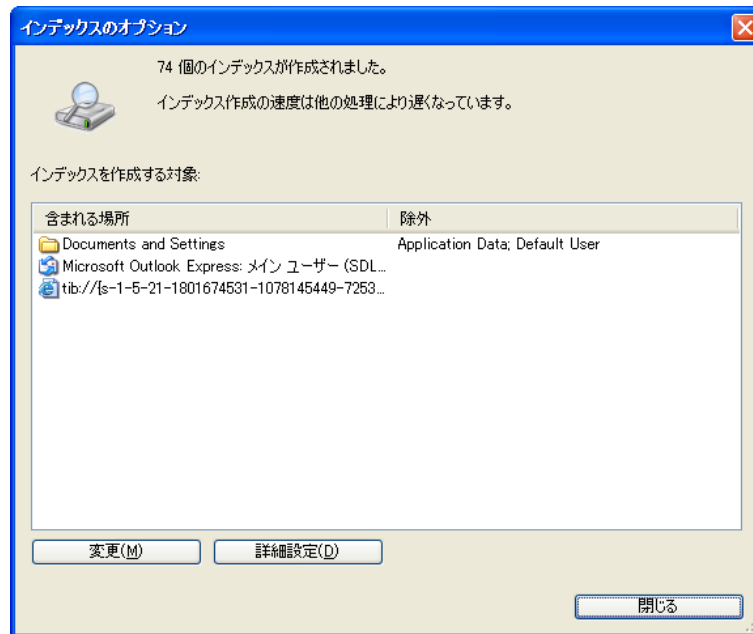 インデックスのオプション
74 個のインデックスが作成されました。
インデックス作成の速度は他の処理により遅くなっています。
インデックスを作成する対象:
含まれる場所 除外
Documents and Settings Application Data; Default User
Microsoft Outlook Express: メイン ユーザー (SDL...
tib://{s-1-5-21-1801674531-1078145449-7253...
変更(M) 詳細設定(D)
閉じる